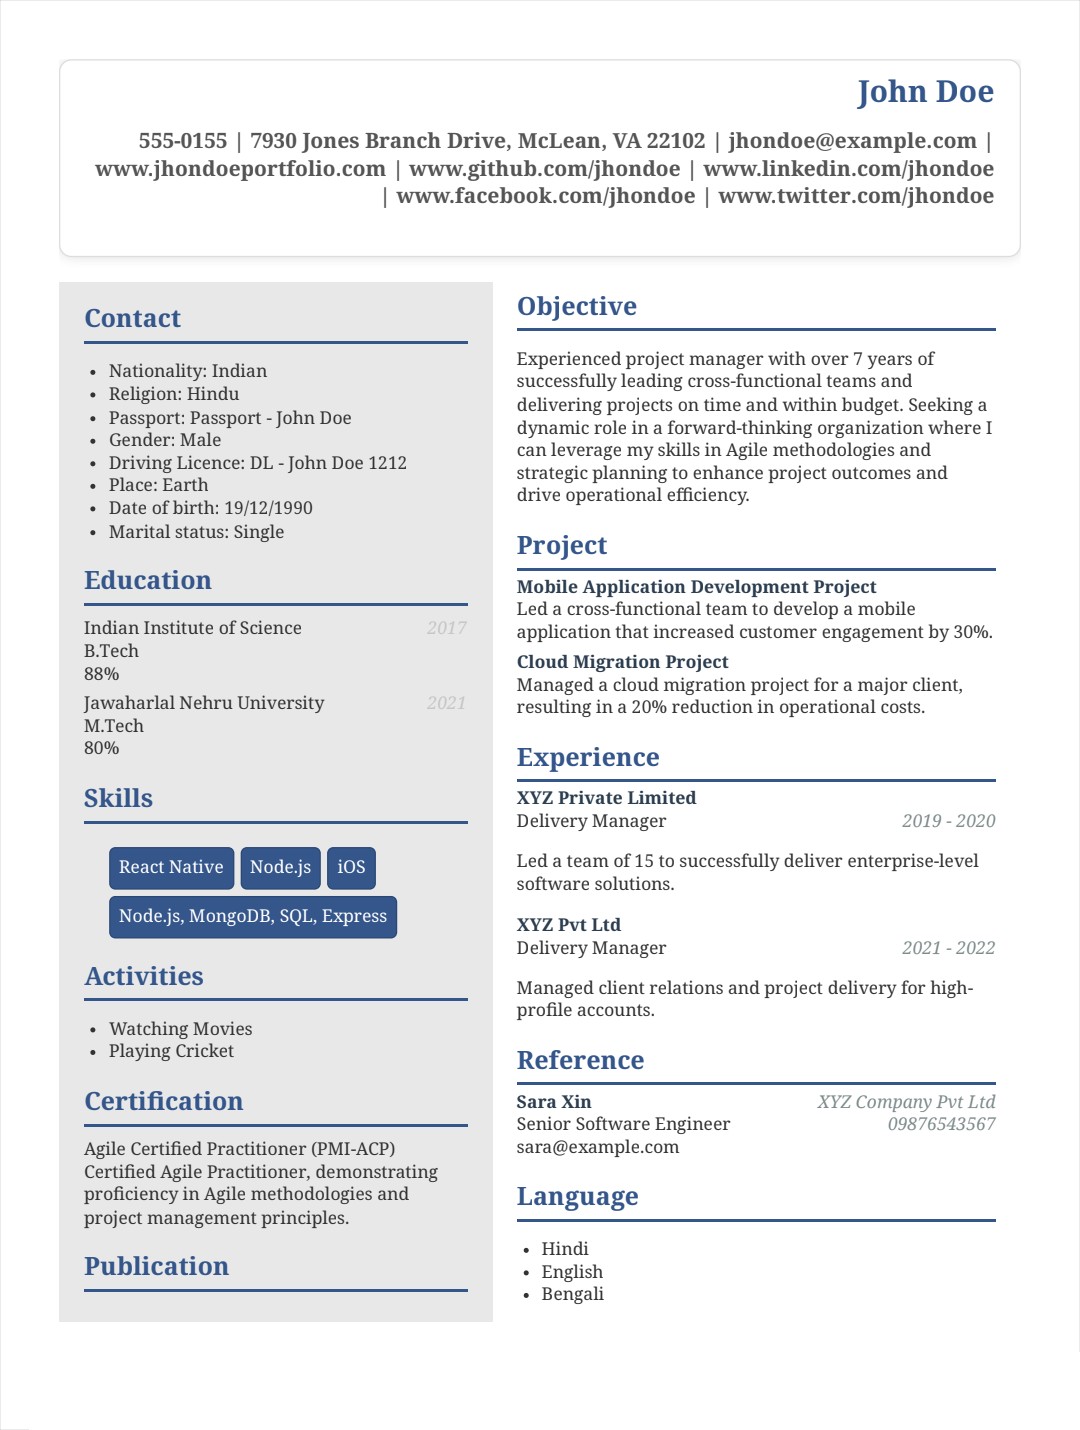 John Doe
555-0155 | 7930 Jones Branch Drive, McLean, VA 22102 | jhondoe@example.com |
www.jhondoeportfolio.com | www.github.com/jhondoe | www.linkedin.com/jhondoe
| www.facebook.com/jhondoe | www.twitter.com/jhondoe
Contact
• Nationality: Indian
• Religion: Hindu
• Passport: Passport - John Doe
• Gender: Male
• Driving Licence: DL - John Doe 1212
• Place: Earth
• Date of birth: 19/12/1990
• Marital status: Single
Education
Indian Institute of Science 2017
B.Tech
88%
Jawaharlal Nehru University 2021
M.Tech
80%
Skills
React Native Node.js iOS
Node.js, MongoDB, SQL, Express
Activities
• Watching Movies
• Playing Cricket
Certification
Agile Certified Practitioner (PMI-ACP)
Certified Agile Practitioner, demonstrating
proficiency in Agile methodologies and
project management principles.
Publication
Objective
Experienced project manager with over 7 years of
successfully leading cross-functional teams and
delivering projects on time and within budget. Seeking a
dynamic role in a forward-thinking organization where I
can leverage my skills in Agile methodologies and
strategic planning to enhance project outcomes and
drive operational efficiency.
Project
Mobile Application Development Project
Led a cross-functional team to develop a mobile
application that increased customer engagement by 30%.
Cloud Migration Project
Managed a cloud migration project for a major client,
resulting in a 20% reduction in operational costs.
Experience
XYZ Private Limited
Delivery Manager 2019 - 2020
Led a team of 15 to successfully deliver enterprise-level
software solutions.
XYZ Pvt Ltd
Delivery Manager 2021 - 2022
Managed client relations and project delivery for high-
profile accounts.
Reference
Sara Xin XYZ Company Pvt Ltd
Senior Software Engineer 09876543567
sara@example.com
Language
• Hindi
• English
• Bengali